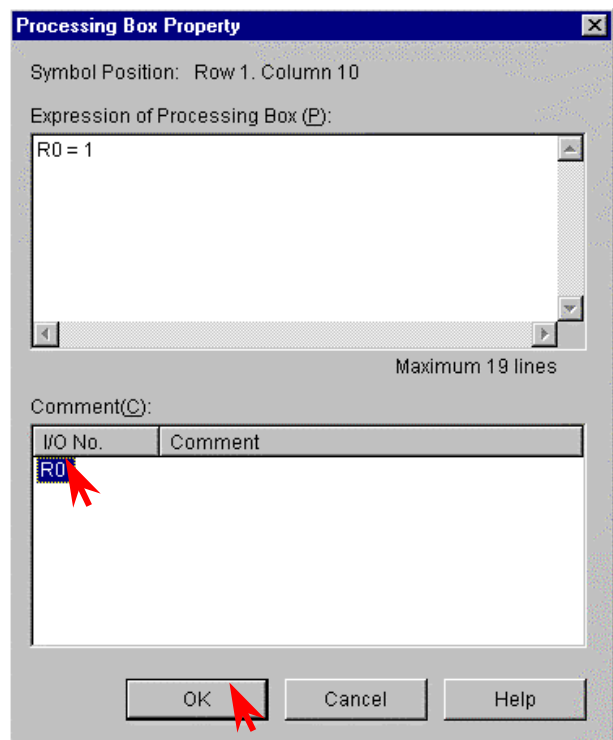 Processing Box Property
Symbol Position: Row 1. Column 10
Expression of Processing Box (P):
R0 = 1
Maximum 19 lines
Comment(C):
I/O No. Comment
R0
OK Cancel Help